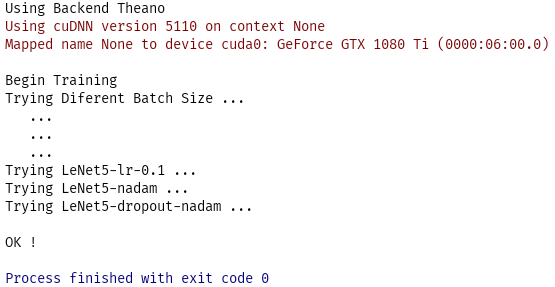 Using Backend Theano
Using cuDNN version 5110 on context None
Mapped name None to device cuda0: GeForce GTX 1080 Ti (0000:06:00.0)
Begin Training
Trying Diferent Batch Size ...
...
...
...
Trying LeNet5-lr-0.1 ...
Trying LeNet5-nadam ...
Trying LeNet5-dropout-nadam ...
OK !
Process finished with exit code 0